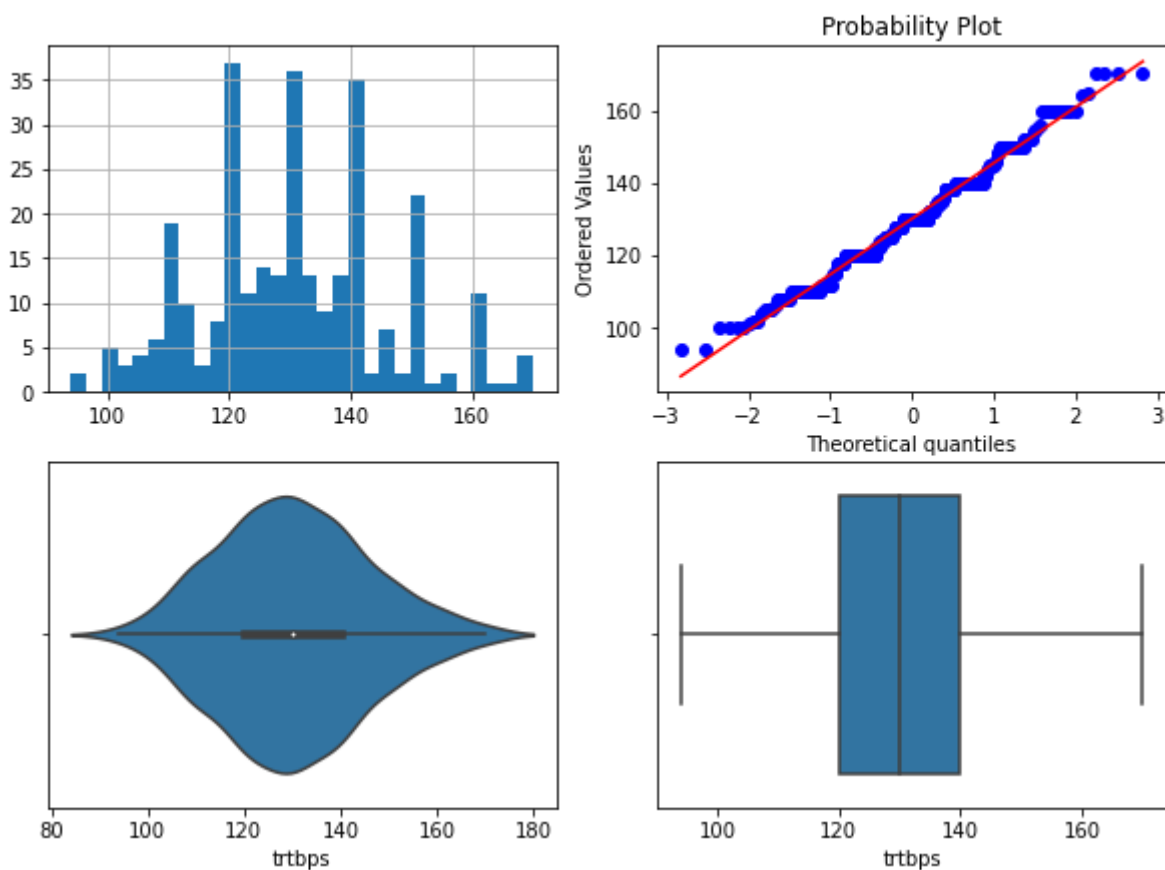 35
30
25
20
15
10
5
0
100 120 140 160
Probability Plot
Ordered Values
160
140
120
100
−3 −2 −1 0 1 2 3
Theoretical quantiles
80 100 120 140 160 180
trtbps
100 120 140 160
trtbps